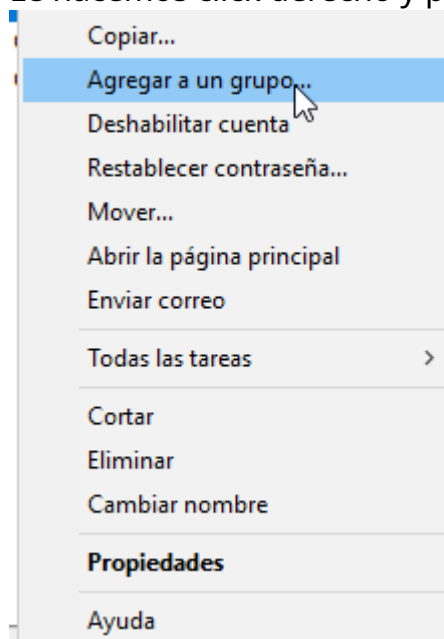 Copiar...
Agregar a un grupo...
Deshabilitar cuenta
Restablecer contraseña...
Mover...
Abrir la página principal
Enviar correo
Todas las tareas
Cortar
Eliminar
Cambiar nombre
Propiedades
Ayuda